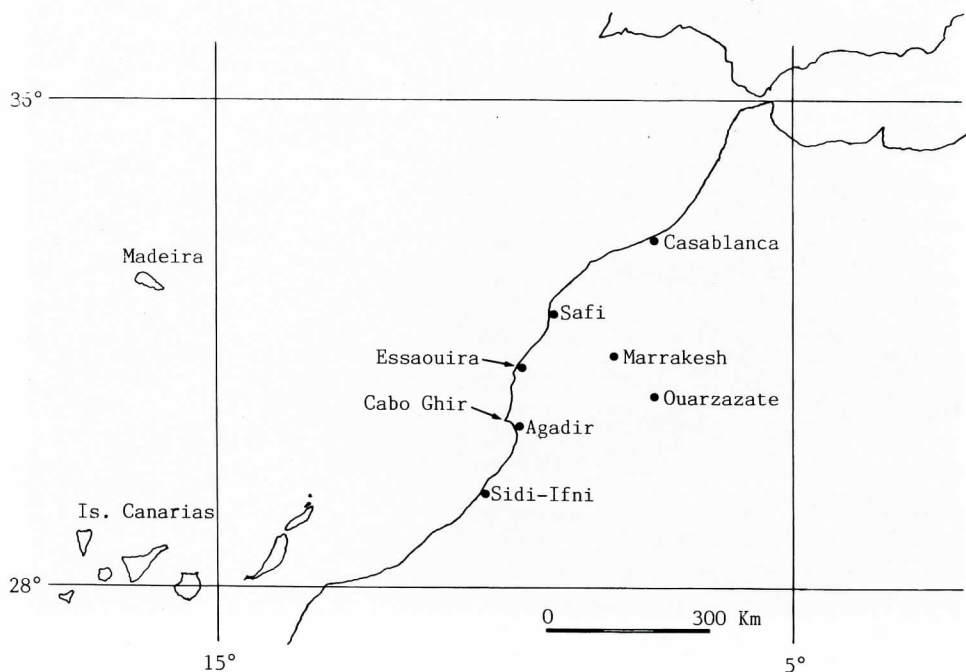 36°
Casablanca
Madeira
Safi
Essaouira
Marrakesh
Ouarzazate
Cabo Ghir
Agadir
Sidi-Ifni
Is. Canarias
28°
0 300 Km
15° 5°